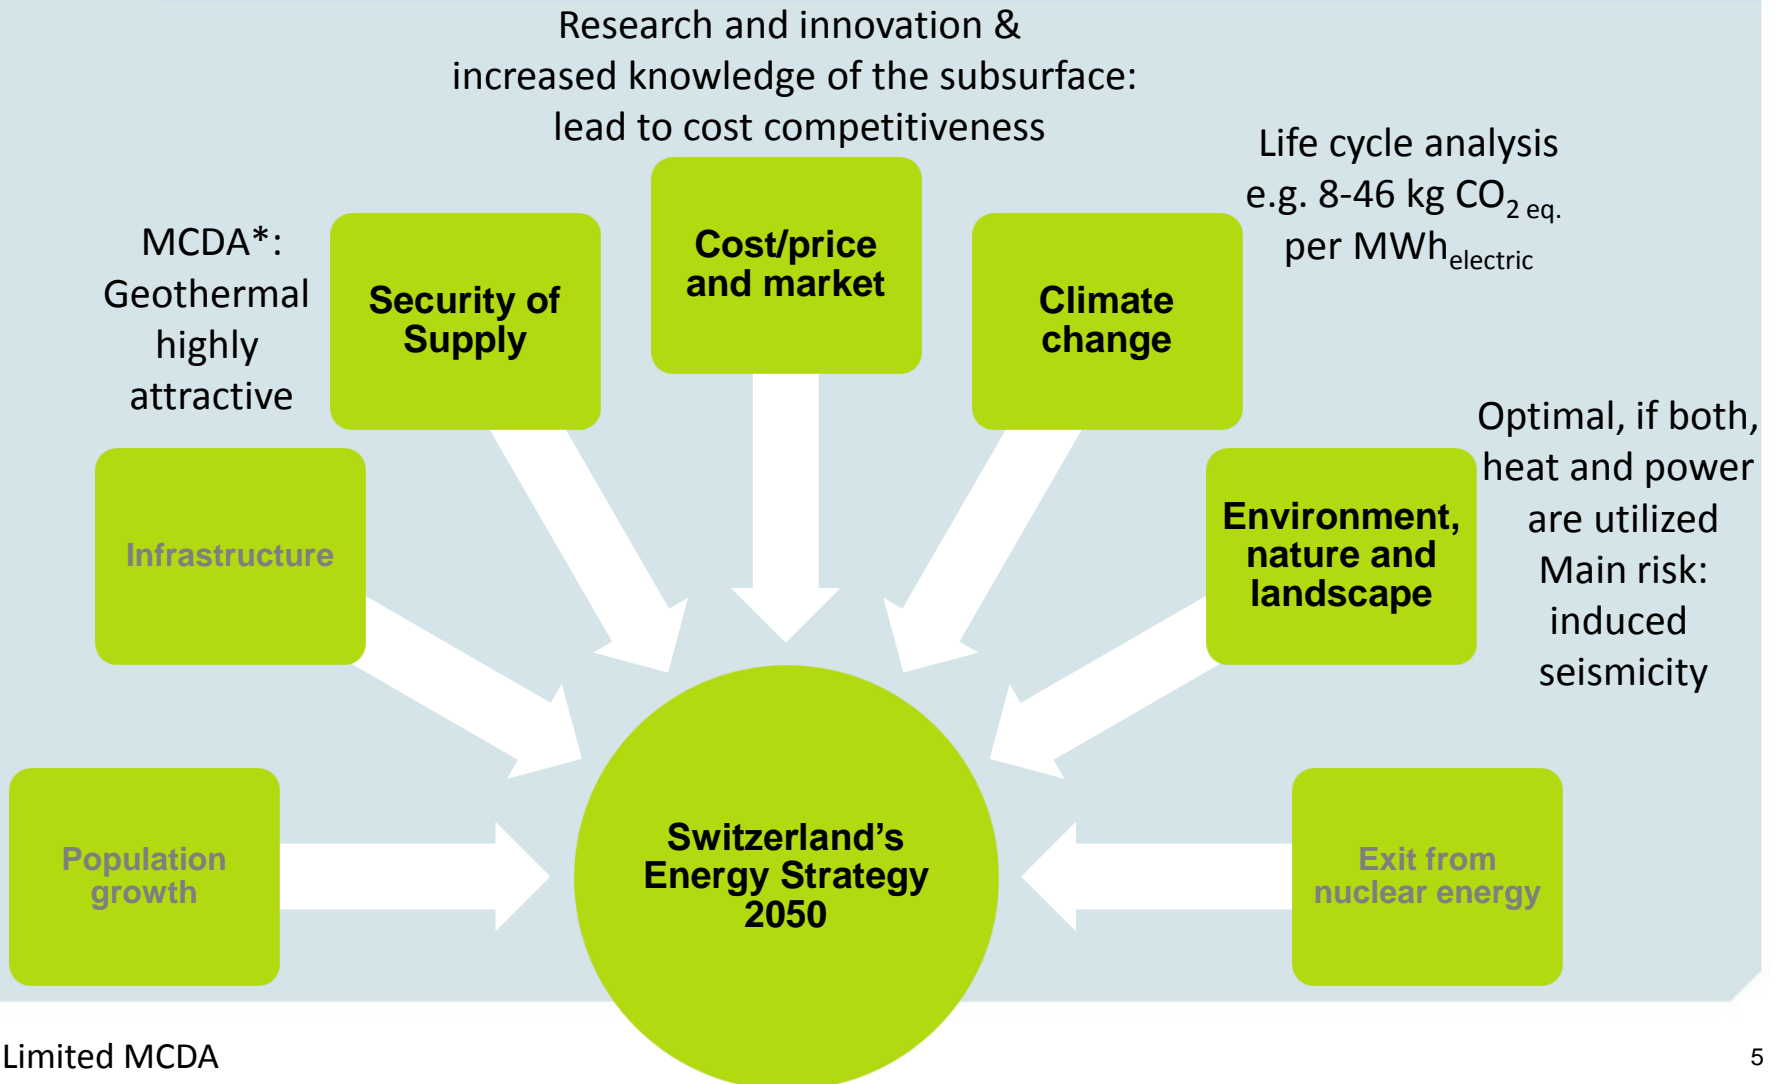 Research and innovation &
increased knowledge of the subsurface:
lead to cost competitiveness
Life cycle analysis
e.g. 8-46 kg CO2 eq.
per MWhelectric
MCDA*:
Geothermal
highly
attractive
Security of
Supply
Cost/price
and market
Climate
change
Optimal, if both,
heat and power
are utilized
Main risk:
induced
seismicity
Infrastructure
Environment,
nature and
landscape
Population
growth
Switzerland’s
Energy Strategy
2050
Exit from
nuclear energy
Limited MCDA
5